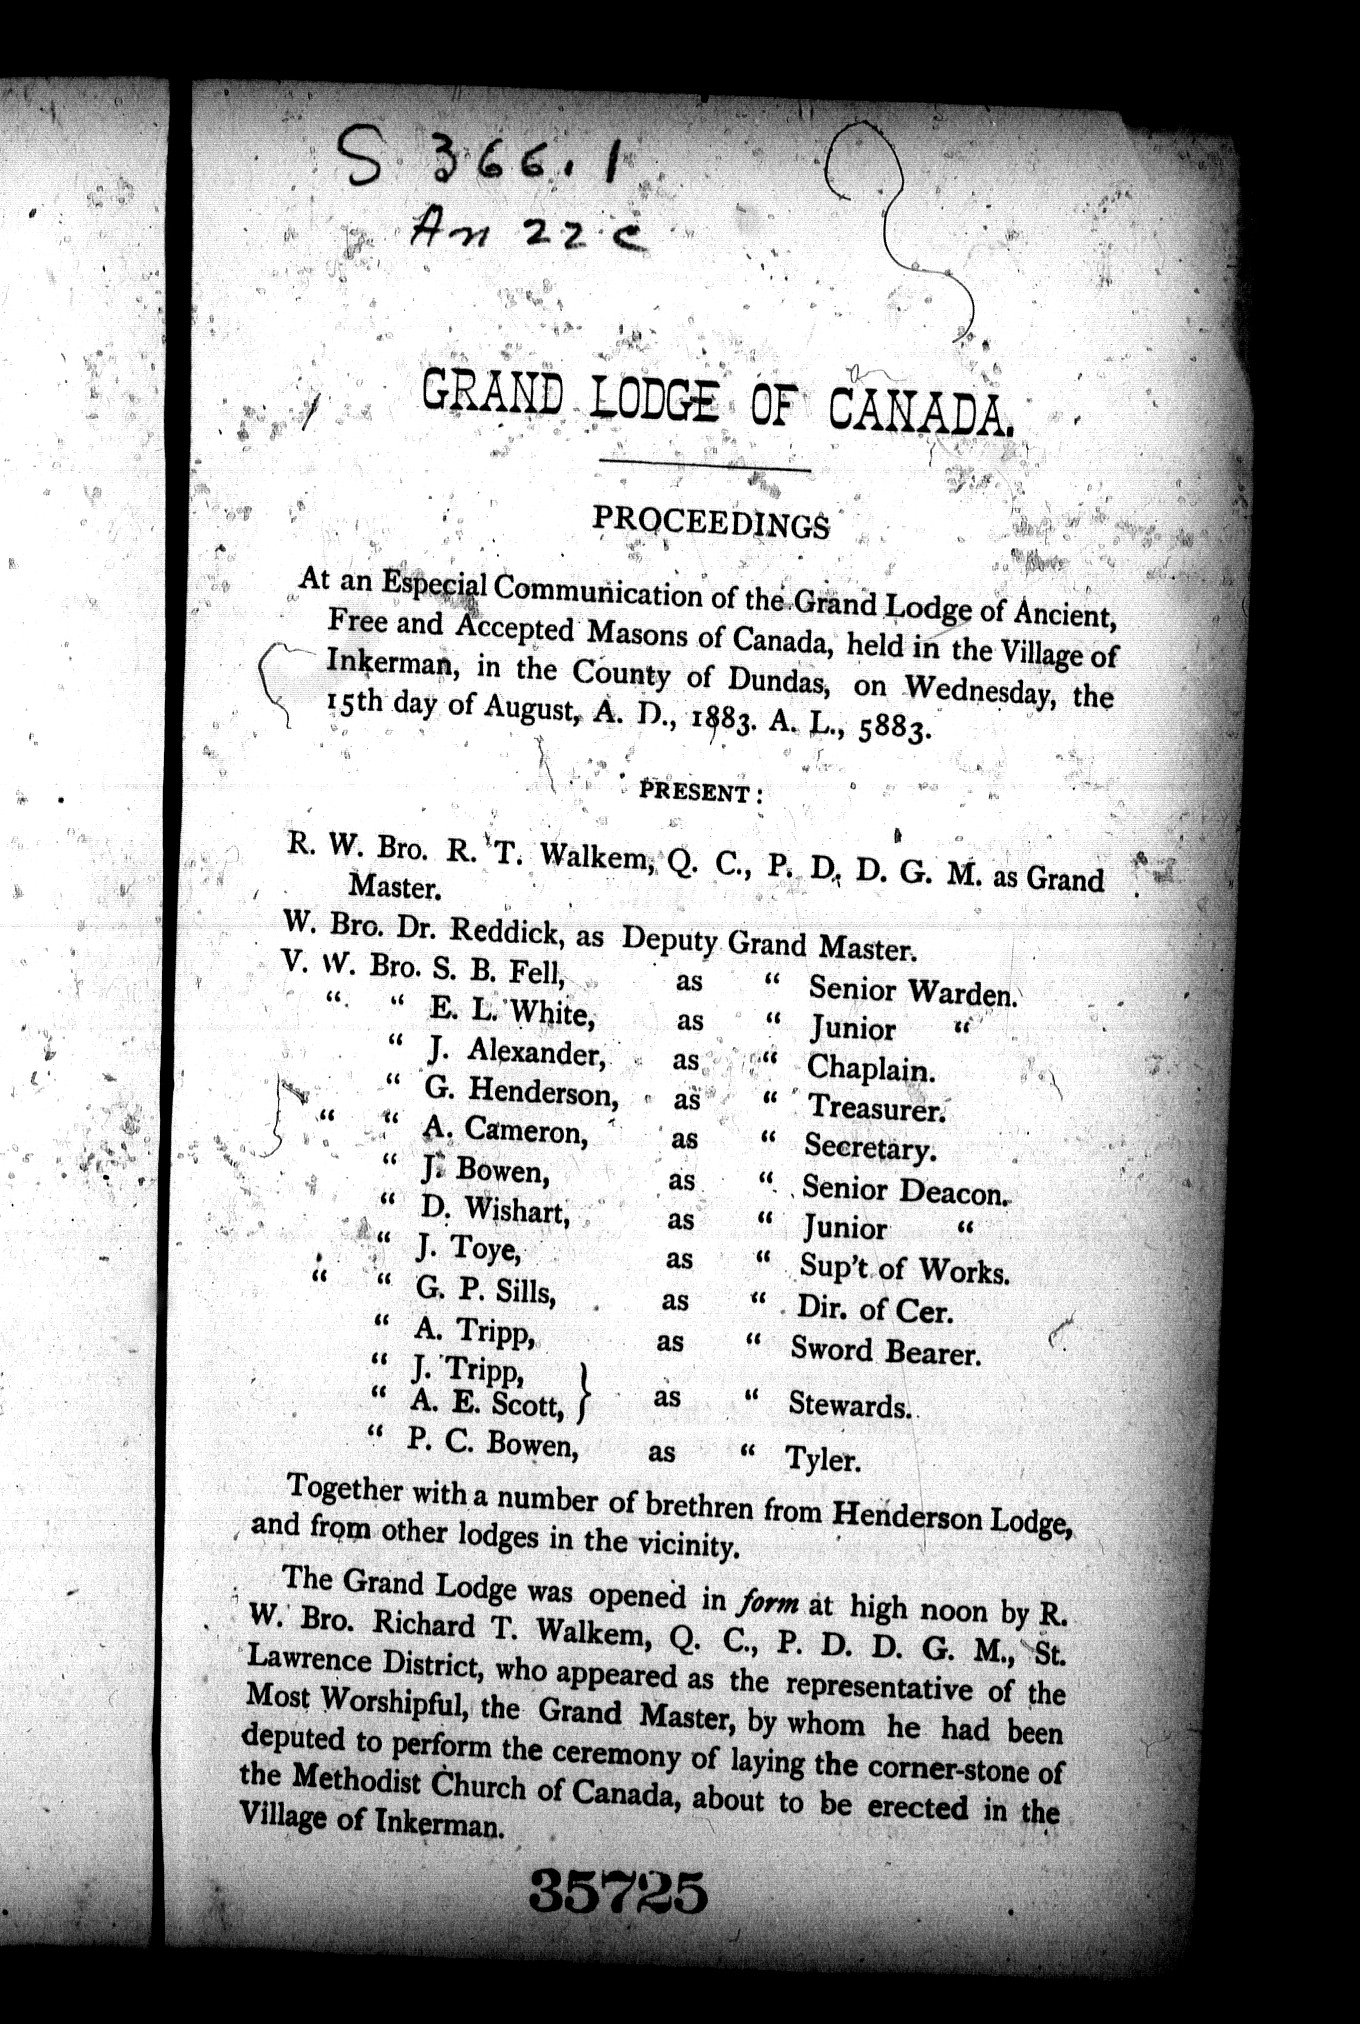 S 366.1
An 22 c
GRAND LODGE OF CANADA.
PROCEEDINGS
At an Especial Communication of the Grand Lodge of Ancient,
Free and Accepted Masons of Canada, held in the Village of
Inkerman, in the County of Dundas, on Wednesday, the
15th day of August, A. D., 1883. A. L., 5883.
PRESENT:
R. W. Bro. R. T. Walkem, Q. C., P. D. D. G. M. as Grand
Master.
W. Bro. Dr. Reddick, as Deputy Grand Master.
V. W. Bro. S. B. Fell, as “ Senior Warden.
“ “ E. L. White, as “ Junior “
“ J. Alexander, as “ Chaplain.
“ G. Henderson, as “ Treasurer.
“ “ A. Cameron, as “ Secretary.
“ J. Bowen, as “ Senior Deacon.
“ D. Wishart, as “ Junior “
“ J. Toye, as “ Sup't of Works.
“ “ G. P. Sills, as “ Dir. of Cer.
“ A. Tripp, as “ Sword Bearer.
“ J. Tripp,
“ A. E. Scott, } as “ Stewards.
“ P. C. Bowen, as “ Tyler.
Together with a number of brethren from Henderson Lodge,
and from other lodges in the vicinity.
The Grand Lodge was opened in form at high noon by R.
W. Bro. Richard T. Walkem, Q. C., P. D. D. G. M., St.
Lawrence District, who appeared as the representative of the
Most Worshipful, the Grand Master, by whom he had been
deputed to perform the ceremony of laying the corner-stone of
the Methodist Church of Canada, about to be erected in the
Village of Inkerman.
35725